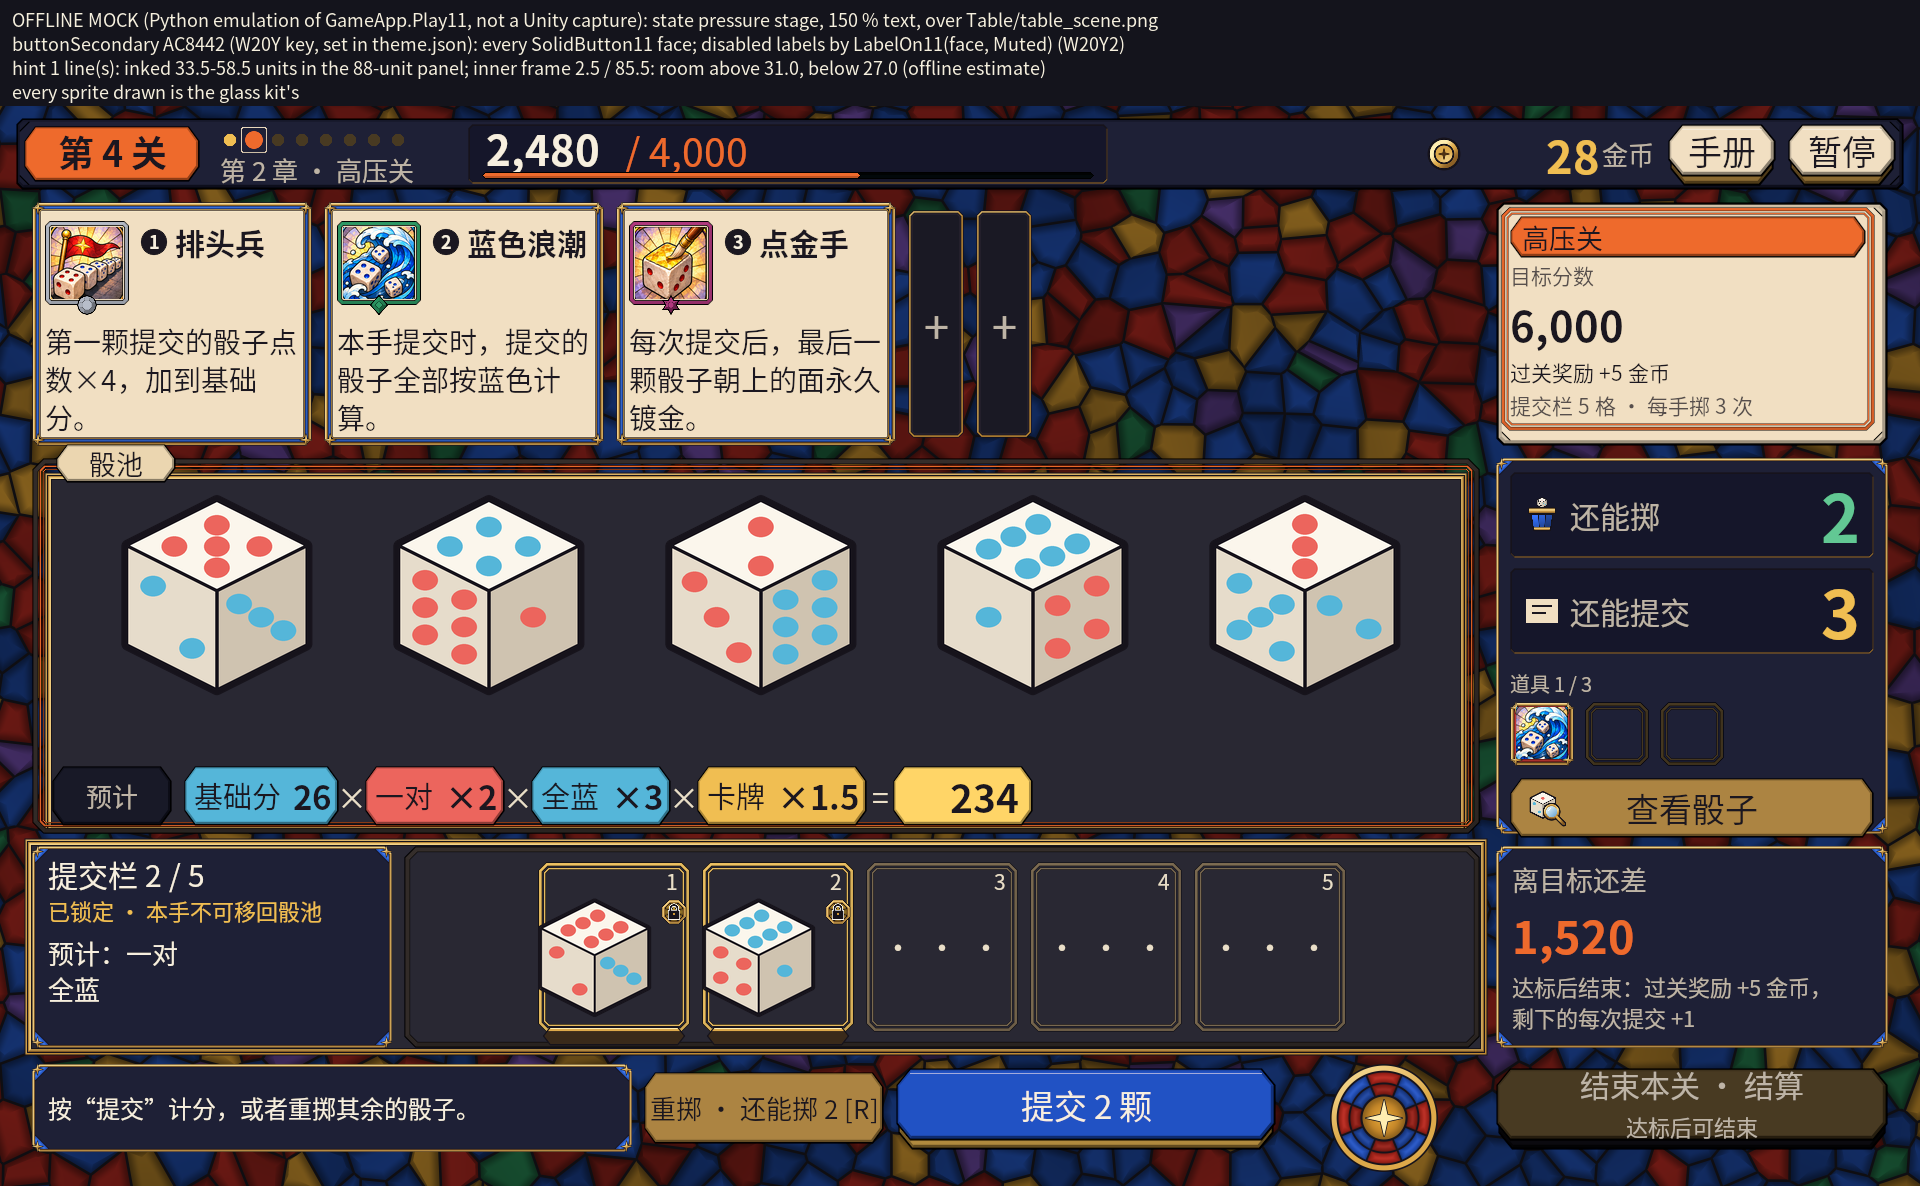 OFFLINE MOCK (Python emulation of GameApp.Play11, not a Unity capture): state pressure stage, 150 % text, over Table/table_scene.png
buttonSecondary AC8442 (W20Y key, set in theme.json): every SolidButton11 face; disabled labels by LabelOn11(face, Muted) (W20Y2)
hint 1 line(s): inked 33.5-58.5 units in the 88-unit panel; inner frame 2.5 / 85.5: room above 31.0, below 27.0 (offline estimate)
every sprite drawn is the glass kit's
第 4 关
第 2 章 · 高压关
2,480 / 4,000
28 金币
手册
暂停
1 排头兵
第一颗提交的骰子点
数×4，加到基础
分。
2 蓝色浪潮
本手提交时，提交的
骰子全部按蓝色计
算。
3 点金手
每次提交后，最后一
颗骰子朝上的面永久
镀金。
+
+
高压关
目标分数
6,000
过关奖励 +5 金币
提交栏 5 格 · 每手掷 3 次
骰池
还能掷 2
还能提交 3
道具 1 / 3
查看骰子
预计 基础分 26 × 一对 ×2 × 全蓝 ×3 × 卡牌 ×1.5 = 234
提交栏 2 / 5
已锁定 · 本手不可移回骰池
预计：一对
全蓝
1
2
3
4
5
离目标还差
1,520
达标后结束：过关奖励 +5 金币，
剩下的每次提交 +1
按“提交”计分，或者重掷其余的骰子。
重掷 · 还能掷 2 [R]
提交 2 颗
结束本关 · 结算
达标后可结束